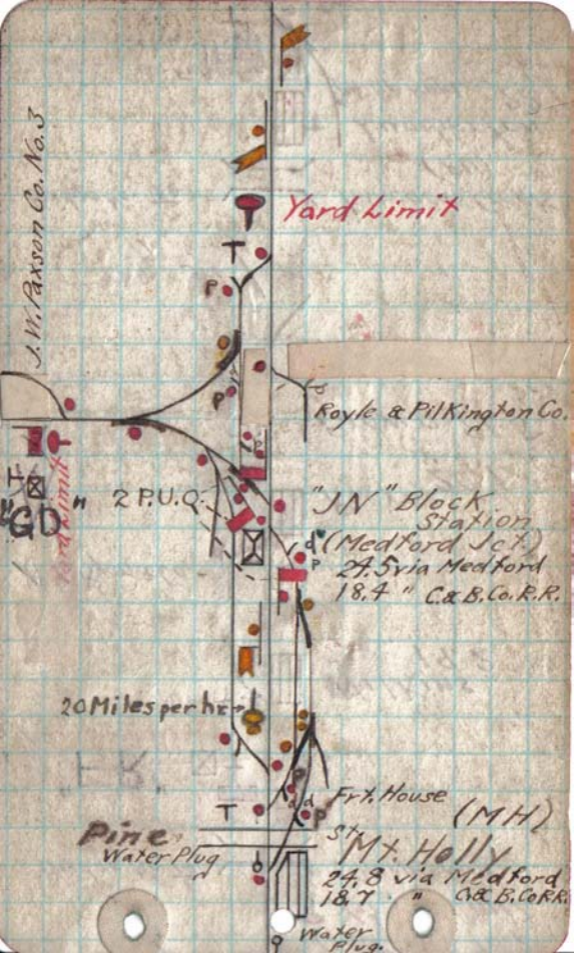 J.W. Paxson Co. No. 3
Yard Limit
T
P
P
Royle & Pilkington Co.
P
Yard Limit
"GD"
2 P.U.Q.
"JN" Block
Station
(Medford Jct.)
24.5 via Medford
18.4 " C.& B.Co.R.R.
d
P
20 Miles per hr
P
d
d
P
Frt. House
(MH)
T
Pine
St.
Water Plug
Mt. Holly
24.8 via Medford
18.7 " C.& B.Co.R.R.
Water
Plug.